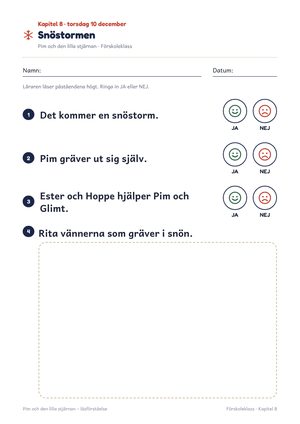 Kapitel 8 · torsdag 10 december
Snöstormen
Pim och den lilla stjärnan · Förskoleklass
Namn:
Datum:
Läraren läser påståendena högt. Ringa in JA eller NEJ.
1 Det kommer en snöstorm.
JA NEJ
2 Pim gräver ut sig själv.
JA NEJ
3 Ester och Hoppe hjälper Pim och
Glimt.
JA NEJ
4 Rita vännerna som gräver i snön.
Pim och den lilla stjärnan – läsförståelse
Förskoleklass · Kapitel 8